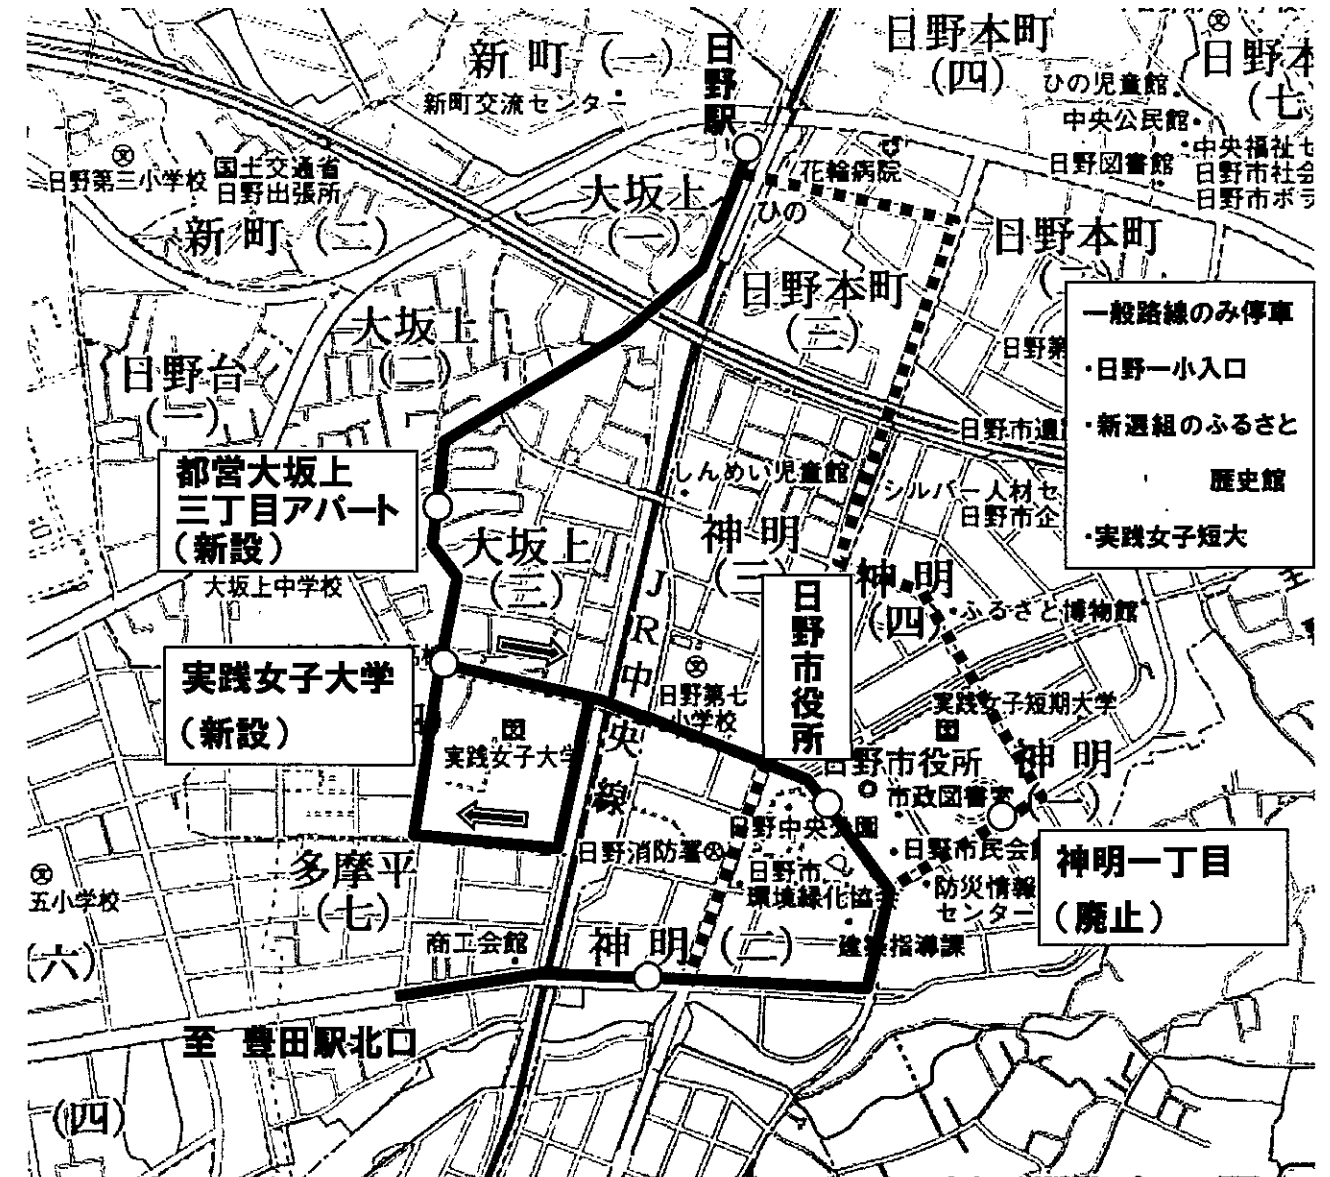 新町(一)
新町交流センター
日野駅
日野本町
(四)
ひの児童館
中央公民館
日野図書館
日野本
(七
中央福祉セ
日野市社会
日野市ボラ
日野第三小学校
国土交通省
日野出張所
新町(二)
大坂上
(一)
花輪病院
ひの
日野本町
日野本町
(三)
大坂上
(二)
日野台
(一)
一般路線のみ停車
・日野一小入口
・新選組のふるさと
歴史館
・実践女子短大
日野第
日野市遺
しんめい児童館
シルバー人材セ
日野市企
都営大坂上
三丁目アパート
(新設)
大坂上
(三)
大坂上中学校
神明
(三)
神明
(四)
ふるさと博物館
JR中央線
日野市役所
実践女子大学
(新設)
日野第七
小学校
実践女子大学
実践女子短期大学
日野市役所
市政図書室
神明
(一)
日野中央公園
日野消防署
日野市
環境緑化協会
日野市民会館
防災情報
センター
建築指導課
神明一丁目
(廃止)
多摩平
(七)
五小学校
(六)
商工会館
神明(二)
至 豊田駅北口
(四)